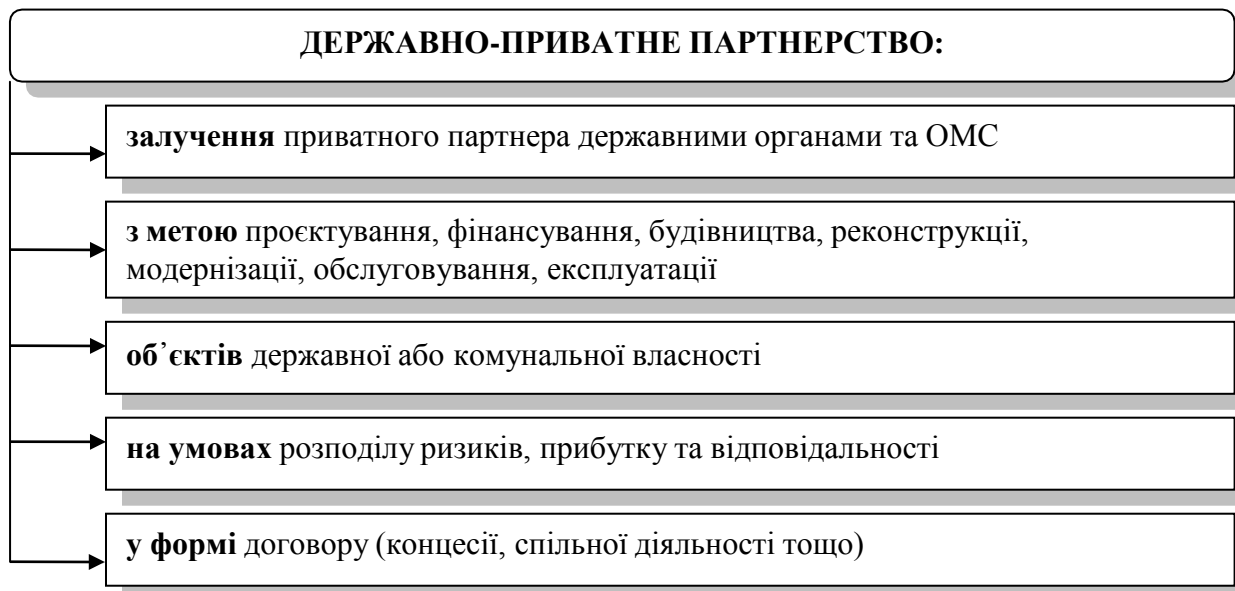 ДЕРЖАВНО-ПРИВАТНЕ ПАРТНЕРСТВО:
залучення приватного партнера державними органами та ОМС
з метою проєктування, фінансування, будівництва, реконструкції,
модернізації, обслуговування, експлуатації
об’єктів державної або комунальної власності
на умовах розподілу ризиків, прибутку та відповідальності
у формі договору (концесії, спільної діяльності тощо)